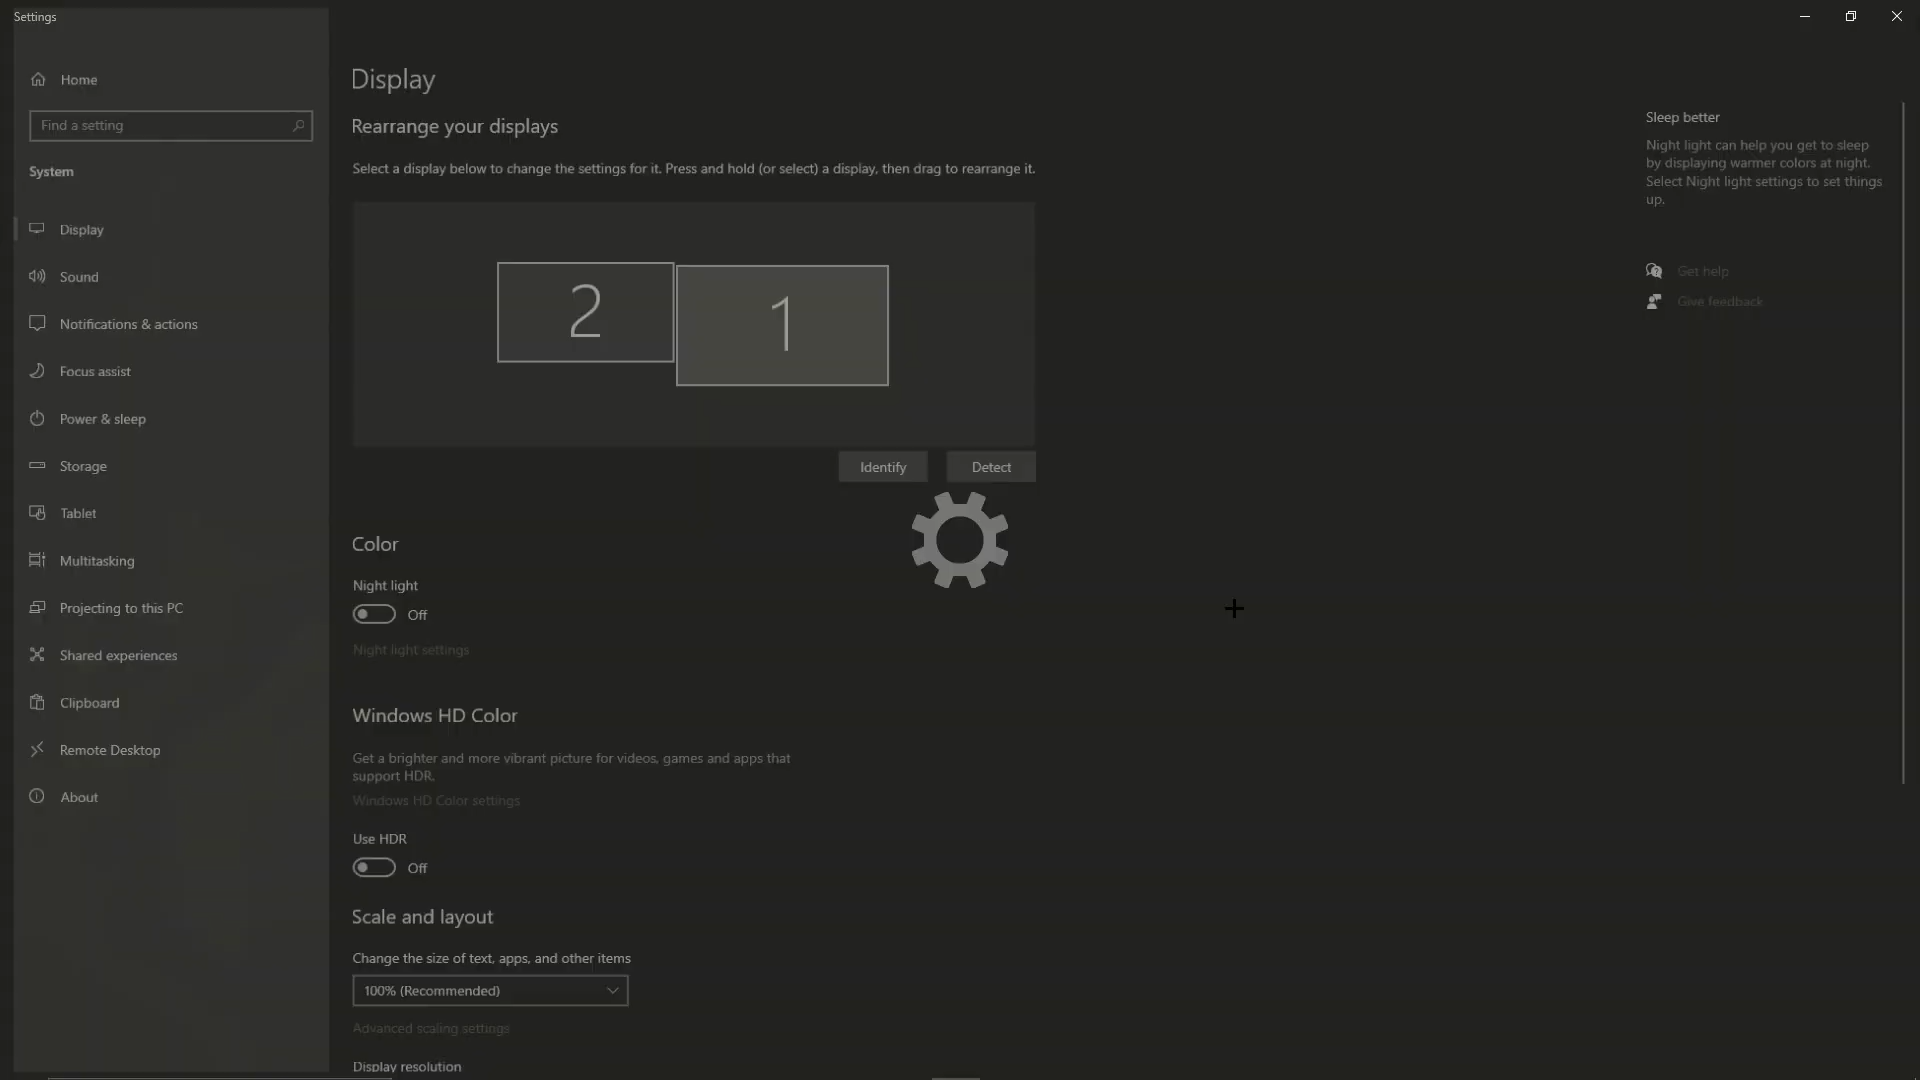 Settings
Home
Find a setting
System
Display
Sound
Notifications & actions
Focus assist
Power & sleep
Storage
Tablet
Multitasking
Projecting to this PC
Shared experiences
Clipboard
Remote Desktop
About
Display
Rearrange your displays
Select a display below to change the settings for it. Press and hold (or select) a display, then drag to rearrange it.
2
1
Identify
Detect
Color
Night light
Off
Night light settings
Windows HD Color
Get a brighter and more vibrant picture for videos, games and apps that
support HDR.
Windows HD Color settings
Use HDR
Off
Scale and layout
Change the size of text, apps, and other items
100% (Recommended)
Advanced scaling settings
Display resolution
Sleep better
Night light can help you get to sleep
by displaying warmer colors at night.
Select Night light settings to set things
up.
Get help
Give feedback